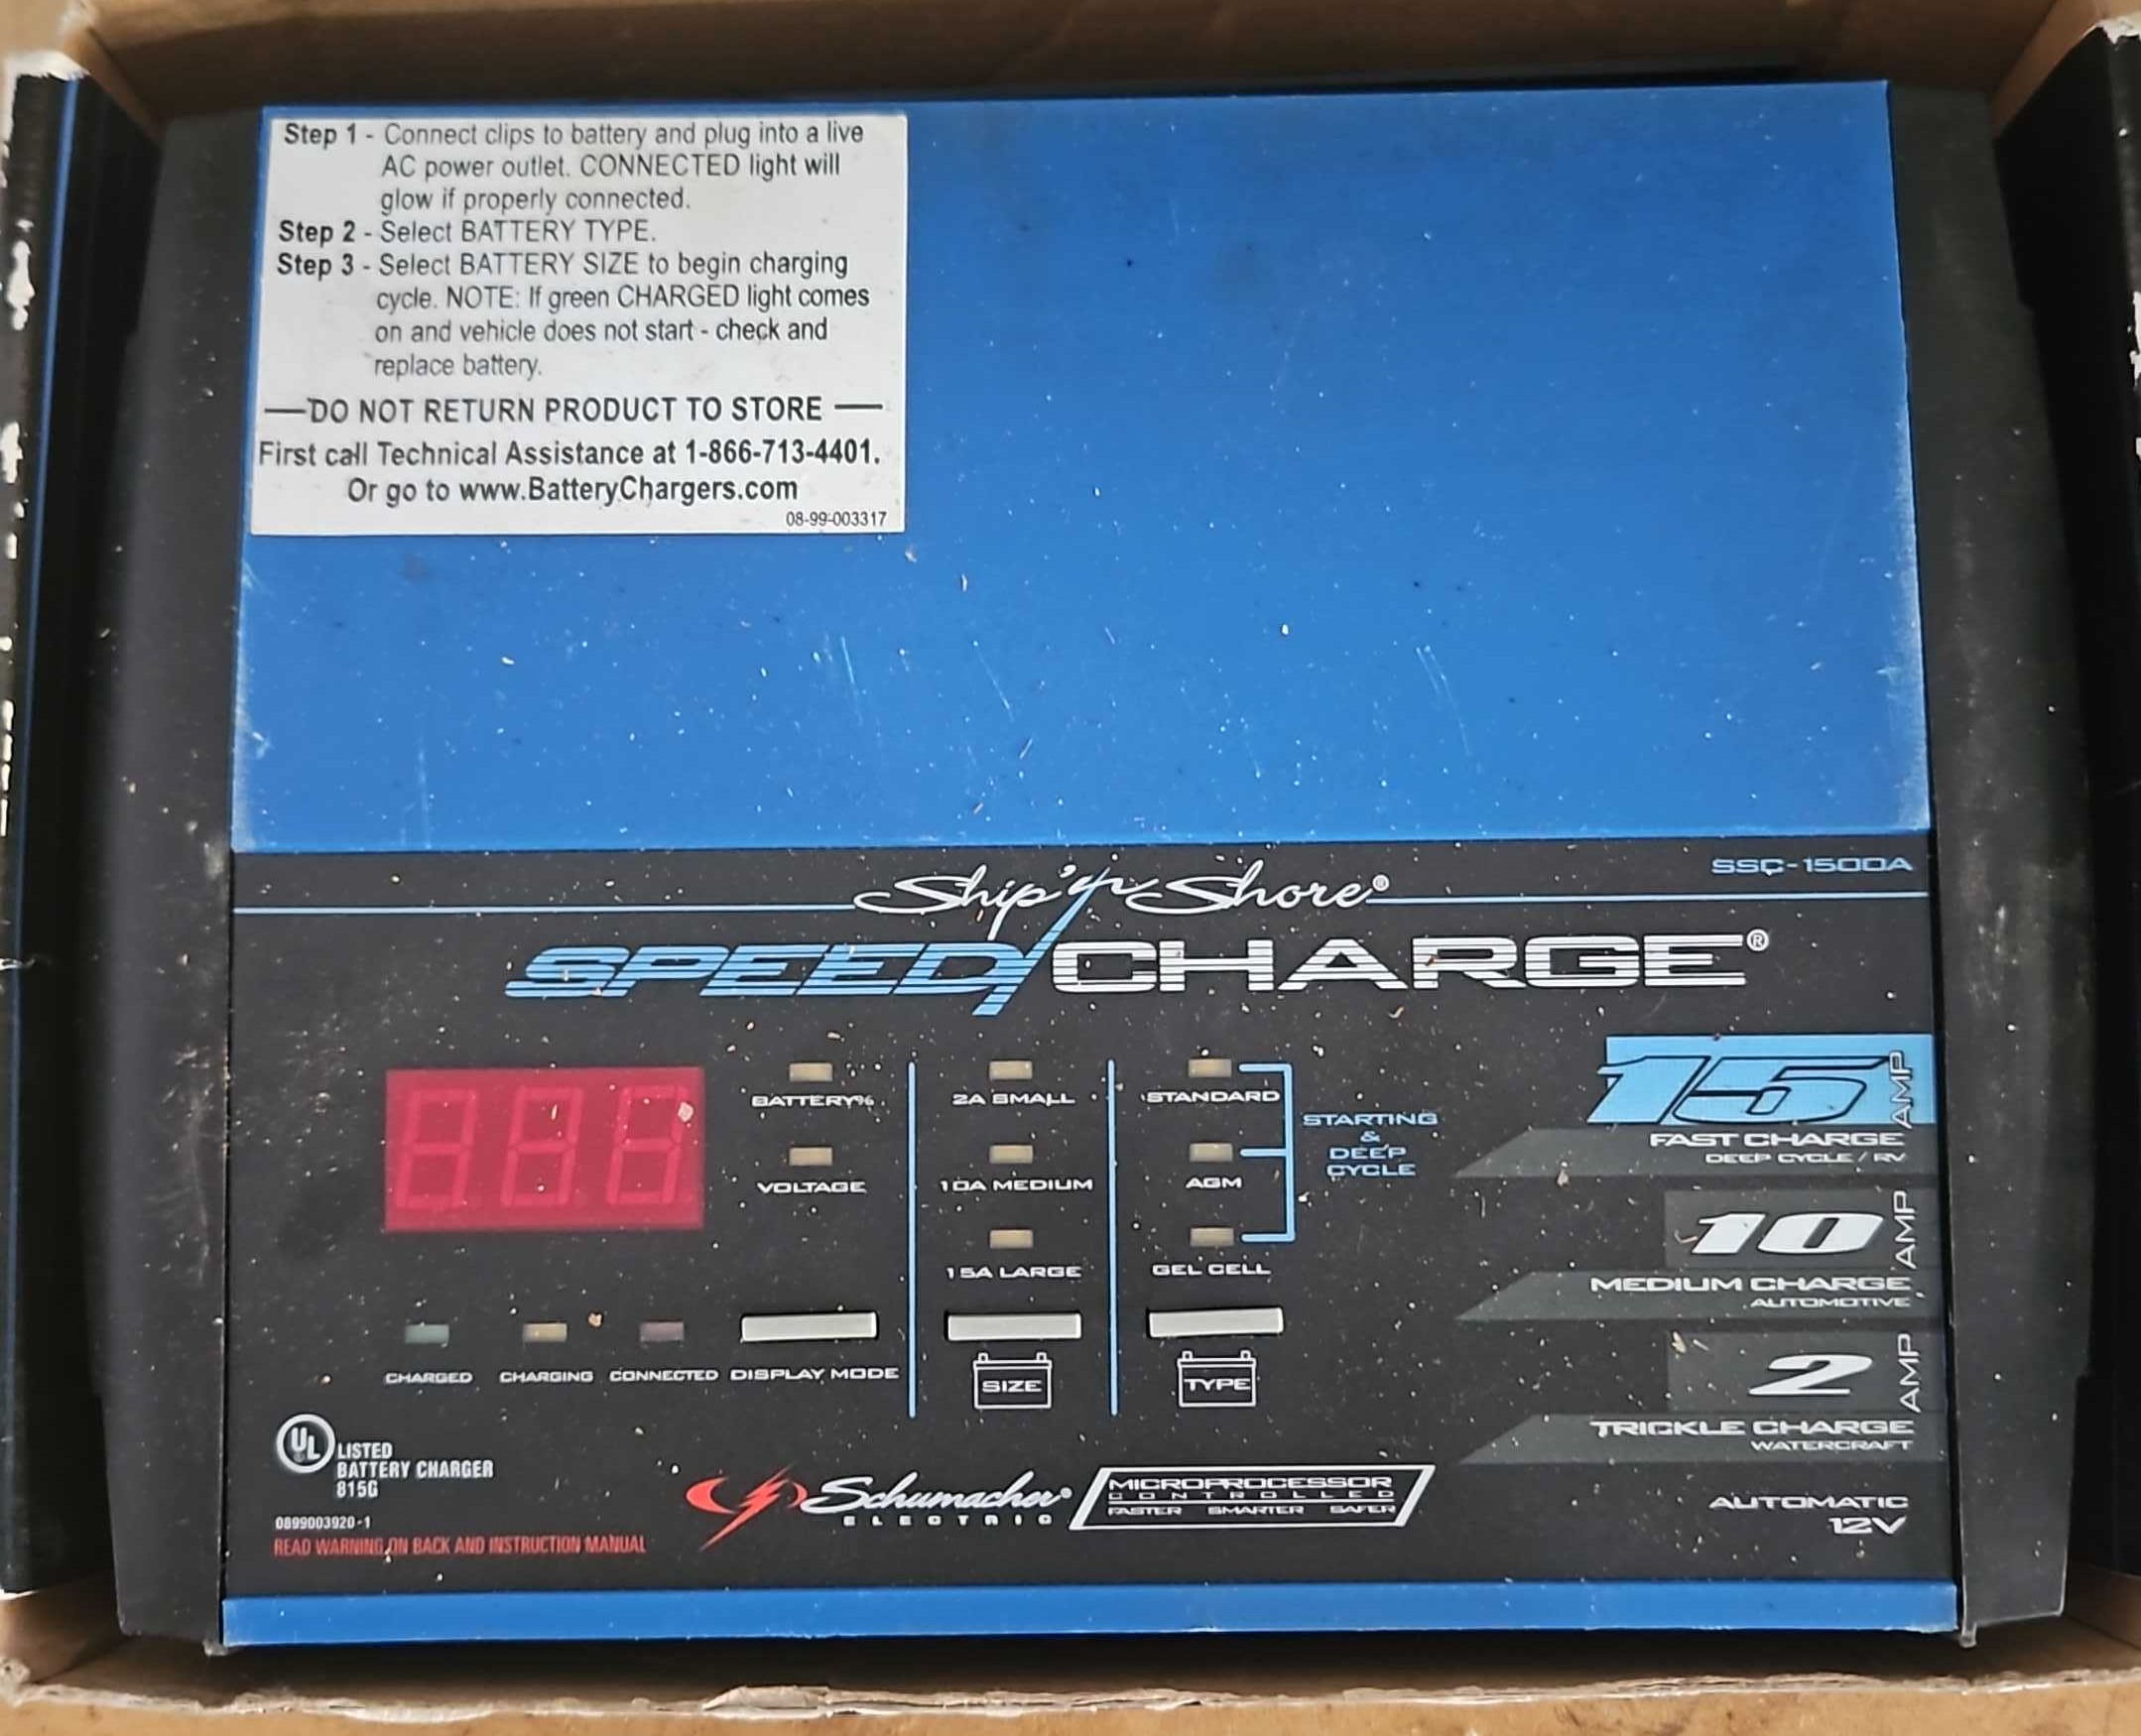 Step 1 - Connect clips to battery and plug into a live
AC power outlet. CONNECTED light will
glow if properly connected.
Step 2 - Select BATTERY TYPE.
Step 3 - Select BATTERY SIZE to begin charging
cycle. NOTE: If green CHARGED light comes
on and vehicle does not start - check and
replace battery.
—DO NOT RETURN PRODUCT TO STORE —
First call Technical Assistance at 1-866-713-4401.
Or go to www.BatteryChargers.com
08-99-003317
SSC-1500A
Ship 'n Shore®
SPEED CHARGE®
BATTERY%
VOLTAGE
2A SMALL
10A MEDIUM
15A LARGE
STANDARD
AGM
GEL CELL
STARTING
&
DEEP
CYCLE
15 AMP
FAST CHARGE
DEEP CYCLE / RV
10 AMP
MEDIUM CHARGE
AUTOMOTIVE
2 AMP
TRICKLE CHARGE
WATERCRAFT
CHARGED
CHARGING
CONNECTED
DISPLAY MODE
SIZE
TYPE
UL LISTED
BATTERY CHARGER
815G
0899003920-1
READ WARNING ON BACK AND INSTRUCTION MANUAL
Schumacher®
ELECTRIC
MICROPROCESSOR
CONTROLLED
FASTER SMARTER SAFER
AUTOMATIC
12V